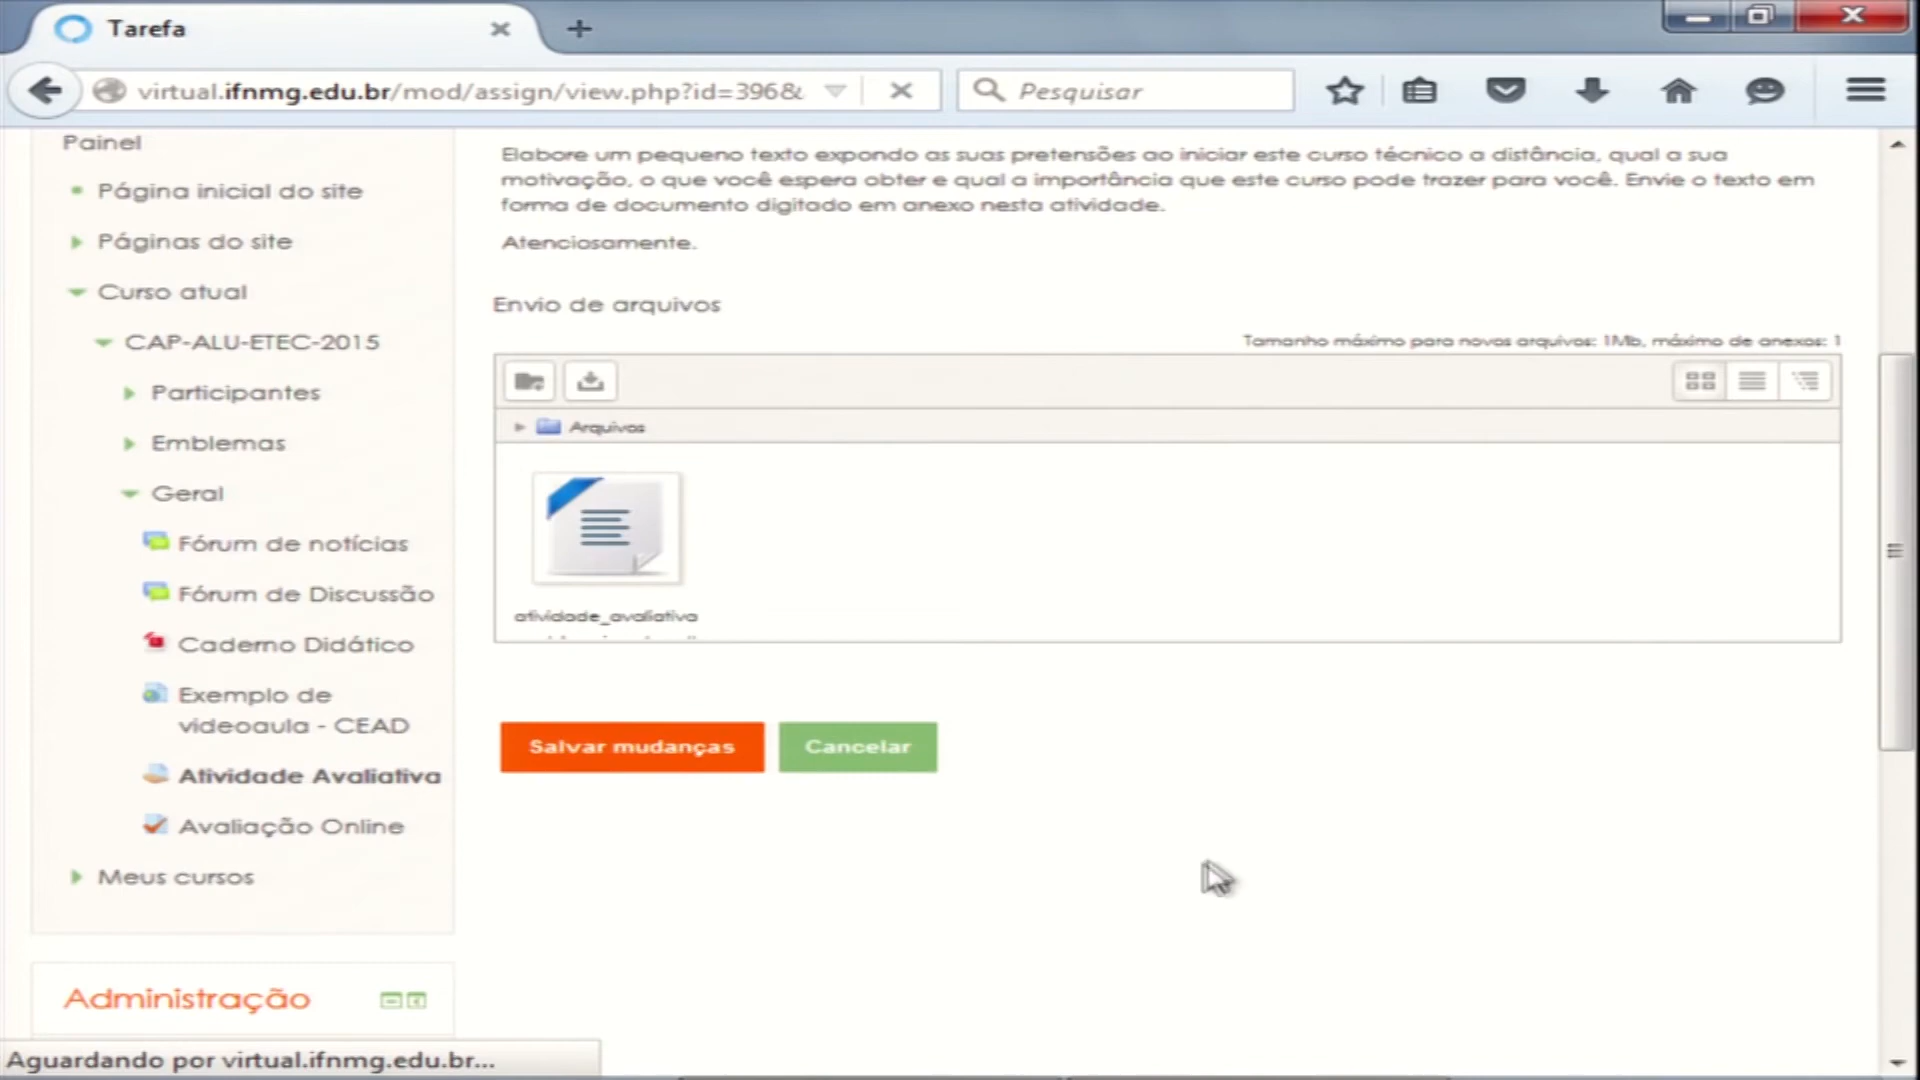 Tarefa
virtual.ifnmg.edu.br/mod/assign/view.php?id=396&
Pesquisar
Painel
Página inicial do site
Páginas do site
Curso atual
CAP-ALU-ETEC-2015
Participantes
Emblemas
Geral
Fórum de notícias
Fórum de Discussão
Caderno Didático
Exemplo de
videoaula - CEAD
Atividade Avaliativa
Avaliação Online
Meus cursos
Administração
Elabore um pequeno texto expondo as suas pretensões ao iniciar este curso técnico a distância, qual a sua
motivação, o que você espera obter e qual a importância que este curso pode trazer para você. Envie o texto em
forma de documento digitado em anexo nesta atividade.
Atenciosamente.
Envio de arquivos
Tamanho máximo para novos arquivos: 1Mb, máximo de anexos: 1
Arquivos
atividade_avaliativa
Salvar mudanças
Cancelar
Aguardando por virtual.ifnmg.edu.br...